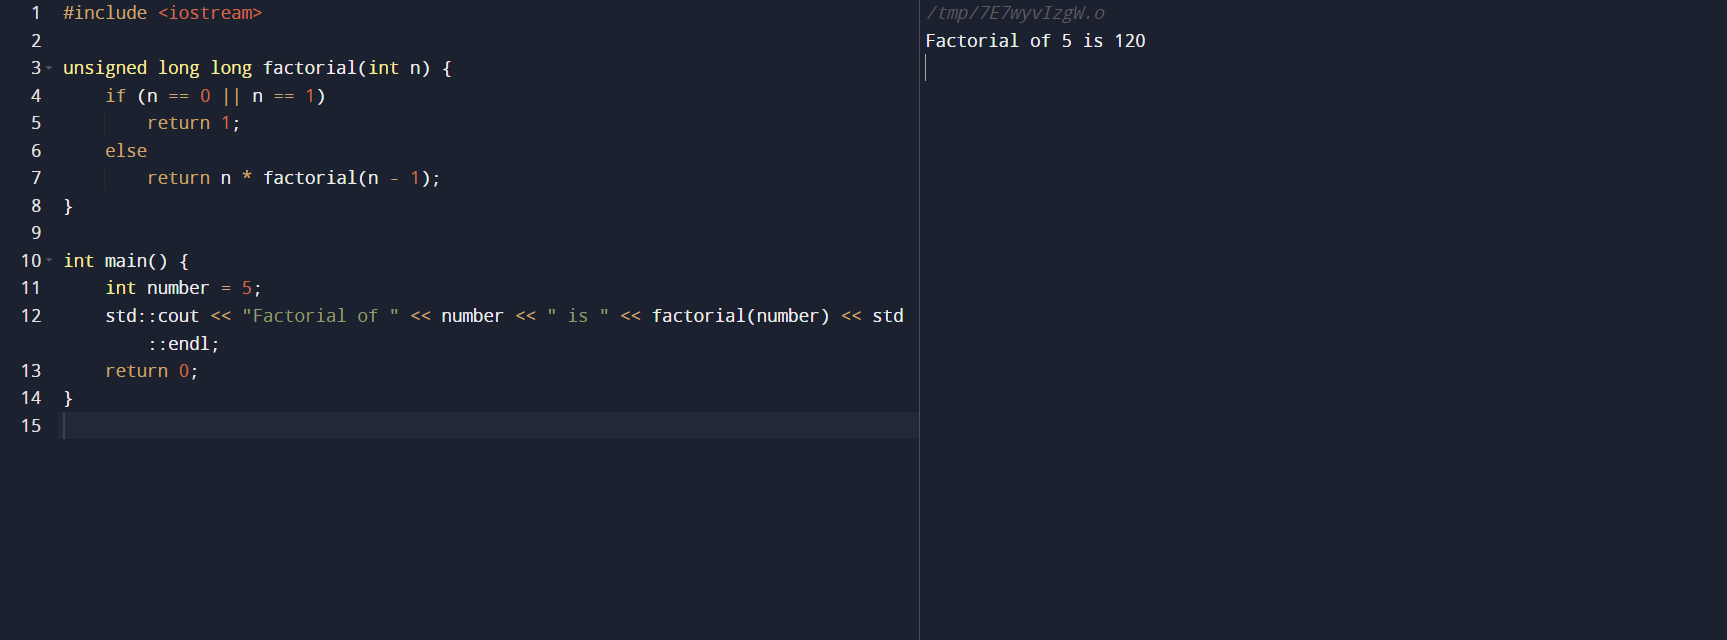 1 #include <iostream>
2
3 unsigned long long factorial(int n) {
4     if (n == 0 || n == 1)
5         return 1;
6     else
7         return n * factorial(n - 1);
8 }
9
10 int main() {
11     int number = 5;
12     std::cout << "Factorial of " << number << " is " << factorial(number) << std
        ::endl;
13     return 0;
14 }
15
/tmp/7E7wyvIzgW.o
Factorial of 5 is 120